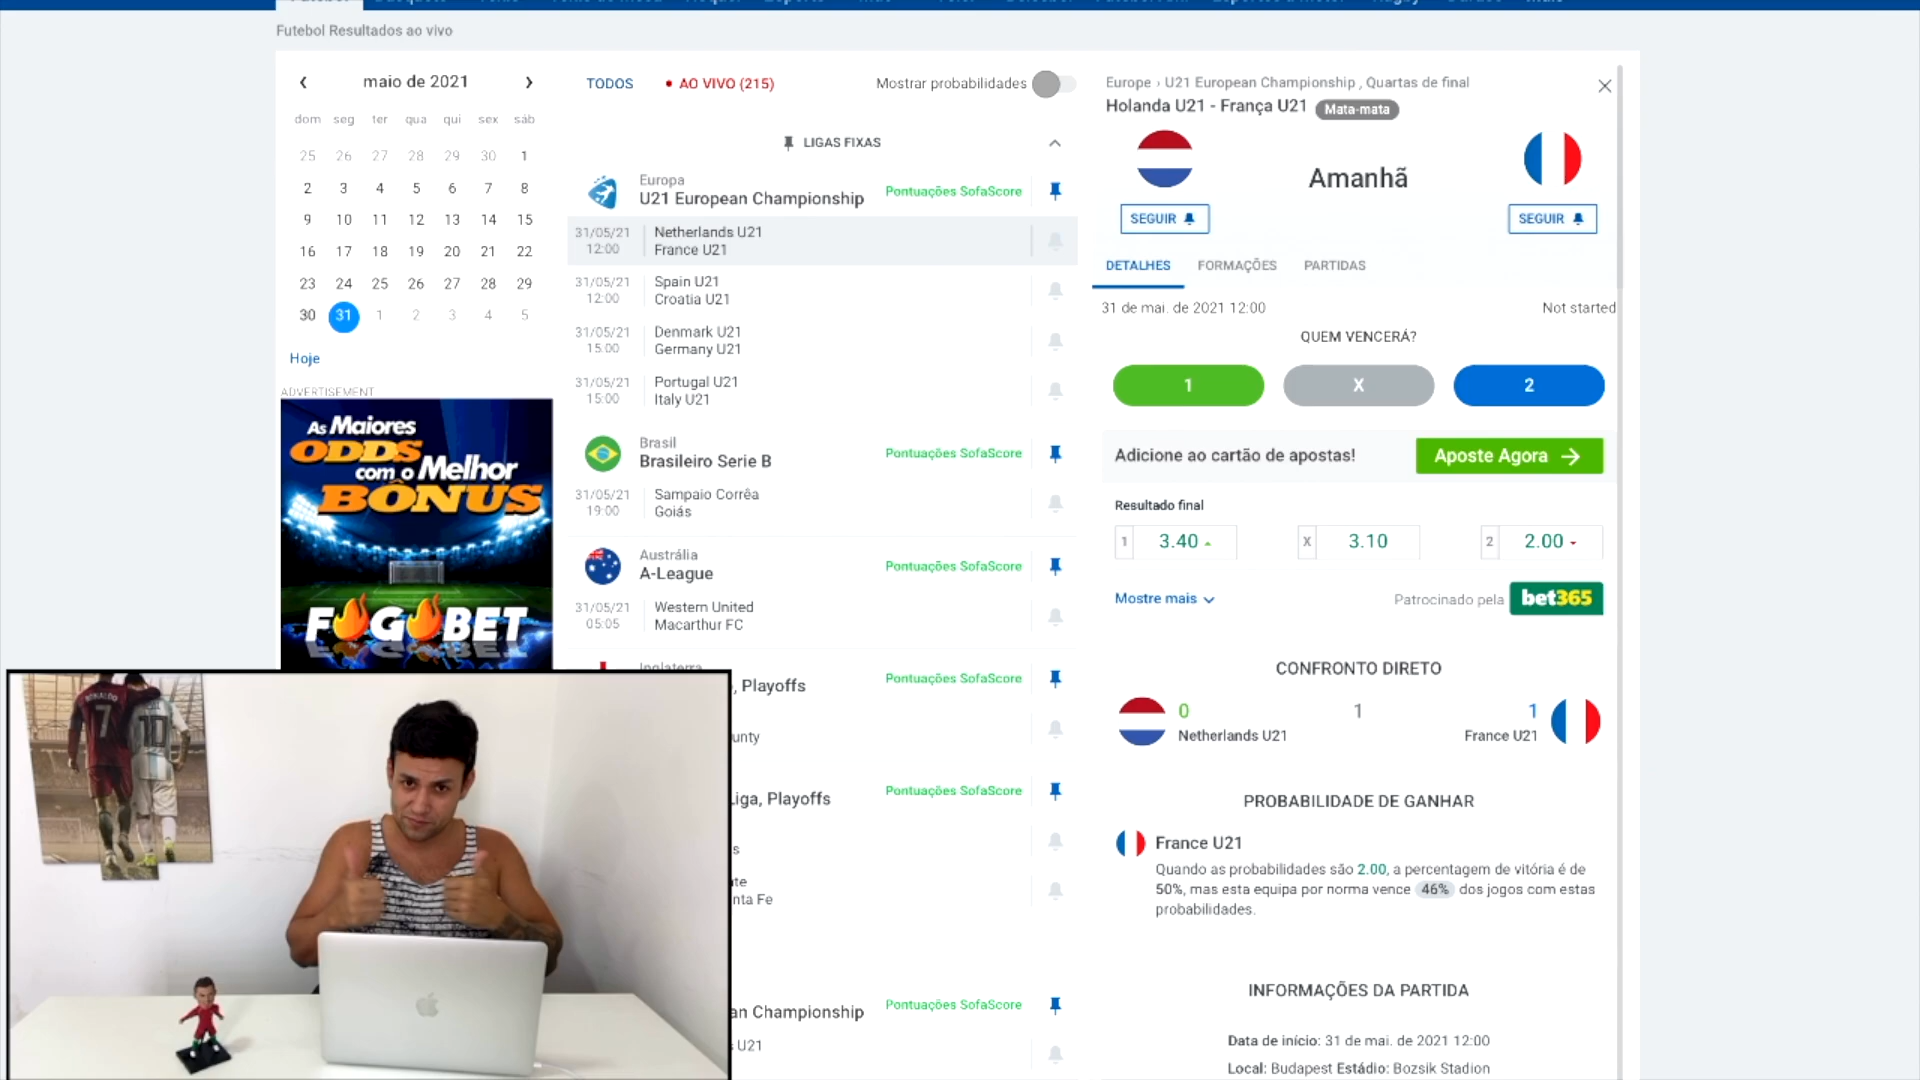 Futebol Resultados ao vivo
maio de 2021
dom seg ter qua qui sex sáb
25 26 27 28 29 30 1
2 3 4 5 6 7 8
9 10 11 12 13 14 15
16 17 18 19 20 21 22
23 24 25 26 27 28 29
30 31 1 2 3 4 5
Hoje
ADVERTISEMENT
As Maiores
ODDS
com o Melhor
BÔNUS
FOGOBET
RONALDO
7
10
TODOS
AO VIVO (215)
Mostrar probabilidades
LIGAS FIXAS
Europa
U21 European Championship
Pontuações SofaScore
31/05/21
12:00
Netherlands U21
France U21
31/05/21
12:00
Spain U21
Croatia U21
31/05/21
15:00
Denmark U21
Germany U21
31/05/21
15:00
Portugal U21
Italy U21
Brasil
Brasileiro Serie B
Pontuações SofaScore
31/05/21
19:00
Sampaio Corrêa
Goiás
Austrália
A-League
Pontuações SofaScore
31/05/21
05:05
Western United
Macarthur FC
Inglaterra
, Playoffs
Pontuações SofaScore
unty
Liga, Playoffs
Pontuações SofaScore
s
te
nta Fe
an Championship
Pontuações SofaScore
U21
Europe › U21 European Championship , Quartas de final
Holanda U21 - França U21 Mata-mata
Amanhã
SEGUIR
SEGUIR
DETALHES FORMAÇÕES PARTIDAS
31 de mai. de 2021 12:00
Not started
QUEM VENCERÁ?
1 X 2
Adicione ao cartão de apostas!
Aposte Agora
Resultado final
1 3.40 X 3.10 2 2.00
Mostre mais
Patrocinado pela bet365
CONFRONTO DIRETO
0 1 1
Netherlands U21 France U21
PROBABILIDADE DE GANHAR
France U21
Quando as probabilidades são 2.00, a percentagem de vitória é de
50%, mas esta equipa por norma vence 46% dos jogos com estas
probabilidades.
INFORMAÇÕES DA PARTIDA
Data de início: 31 de mai. de 2021 12:00
Local: Budapest Estádio: Bozsik Stadion